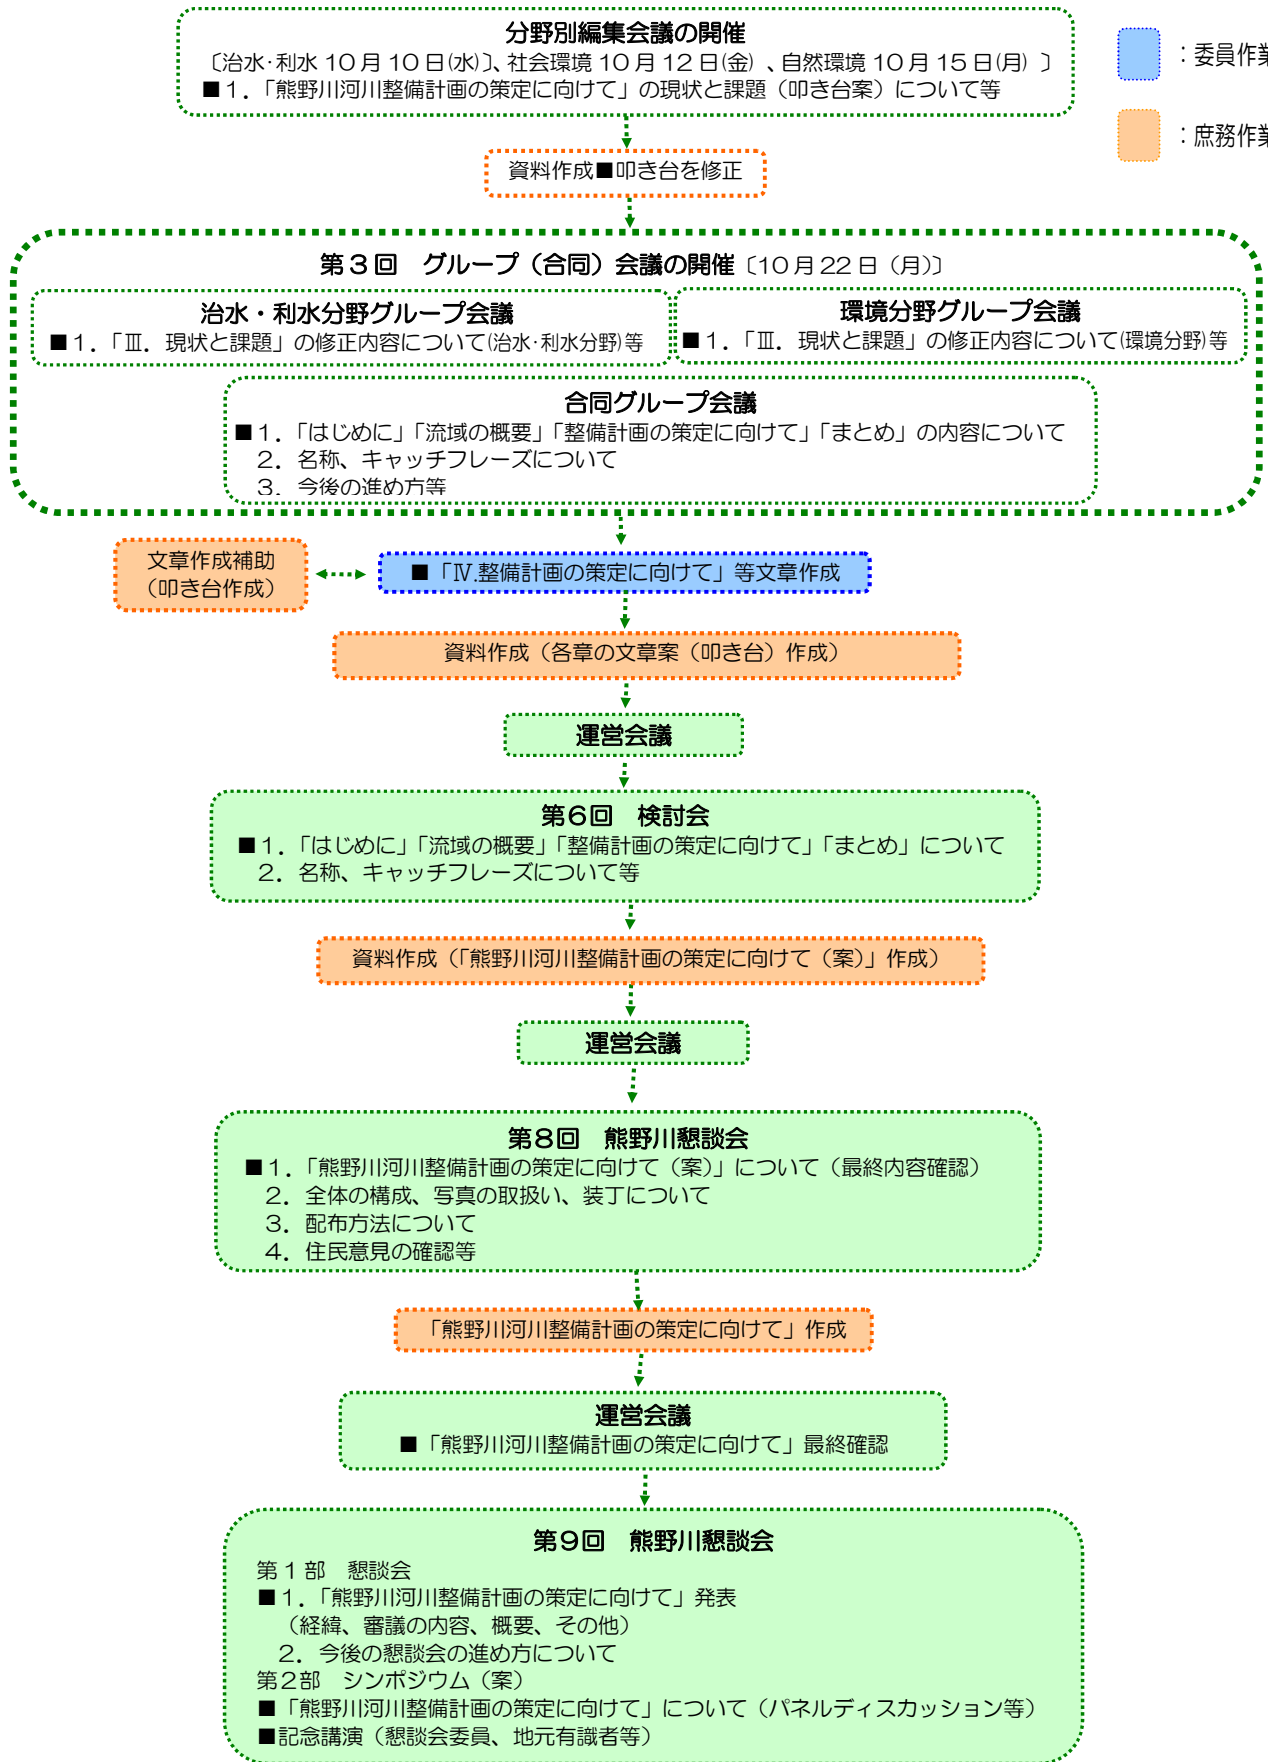 分野別編集会議の開催
〔治水・利水10月10日(水)〕、社会環境10月12日(金)、自然環境10月15日(月) 〕
■1.「熊野川河川整備計画の策定に向けて」の現状と課題（叩き台案）について等
：委員作業
：庶務作業
資料作成■叩き台を修正
第3回　グループ（合同）会議の開催〔10月22日（月）〕
治水・利水分野グループ会議
■1.「Ⅲ．現状と課題」の修正内容について(治水・利水分野)等
環境分野グループ会議
■1.「Ⅲ．現状と課題」の修正内容について(環境分野)等
合同グループ会議
■1.「はじめに」「流域の概要」「整備計画の策定に向けて」「まとめ」の内容について
2．名称、キャッチフレーズについて
3．今後の進め方等
文章作成補助
（叩き台作成）
■「Ⅳ.整備計画の策定に向けて」等文章作成
資料作成（各章の文章案（叩き台）作成）
運営会議
第6回　検討会
■1.「はじめに」「流域の概要」「整備計画の策定に向けて」「まとめ」について
2．名称、キャッチフレーズについて等
資料作成（「熊野川河川整備計画の策定に向けて（案）」作成）
運営会議
第8回　熊野川懇談会
■1.「熊野川河川整備計画の策定に向けて（案）」について（最終内容確認）
2．全体の構成、写真の取扱い、装丁について
3．配布方法について
4．住民意見の確認等
「熊野川河川整備計画の策定に向けて」作成
運営会議
■「熊野川河川整備計画の策定に向けて」最終確認
第9回　熊野川懇談会
第1部　懇談会
■1.「熊野川河川整備計画の策定に向けて」発表
（経緯、審議の内容、概要、その他）
2．今後の懇談会の進め方について
第2部　シンポジウム（案）
■「熊野川河川整備計画の策定に向けて」について（パネルディスカッション等）
■記念講演（懇談会委員、地元有識者等）